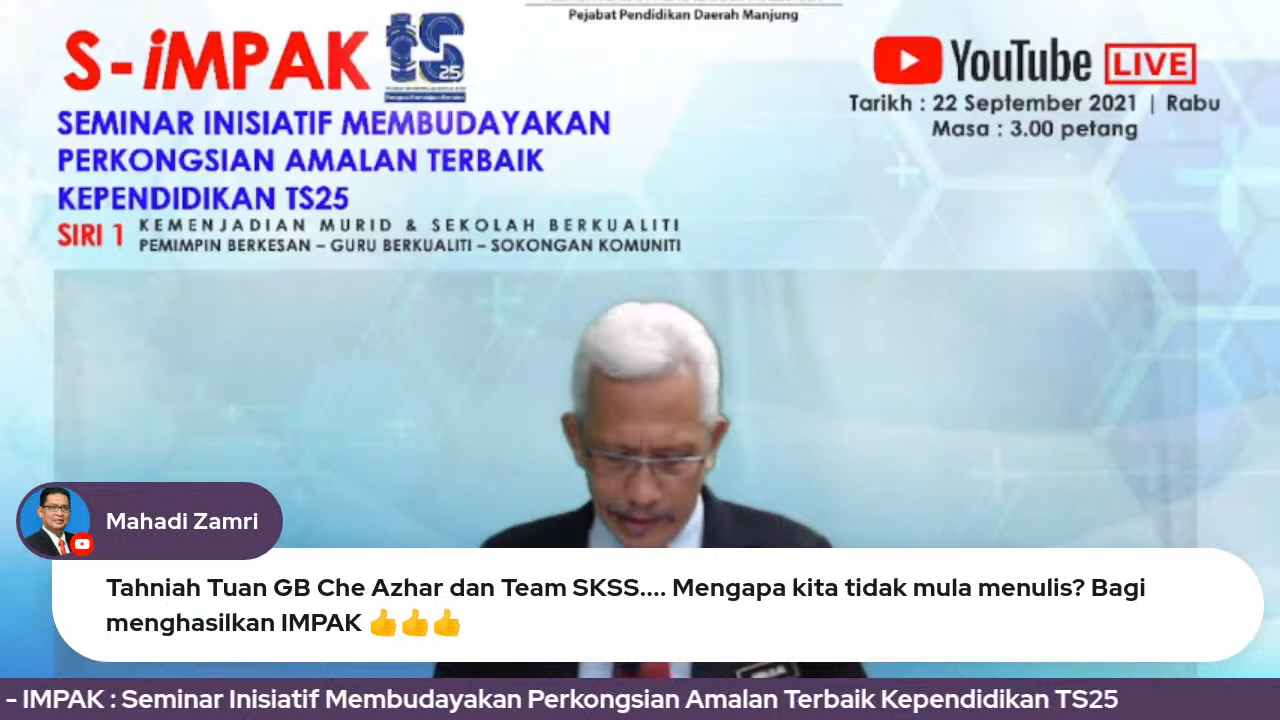 Pejabat Pendidikan Daerah Manjung
S-iMPAK tS
25
YouTube LIVE
Tarikh : 22 September 2021 | Rabu
Masa : 3.00 petang
SEMINAR INISIATIF MEMBUDAYAKAN
PERKONGSIAN AMALAN TERBAIK
KEPENDIDIKAN TS25
SIRI 1
KEMENJADIAN MURID & SEKOLAH BERKUALITI
PEMIMPIN BERKESAN – GURU BERKUALITI – SOKONGAN KOMUNITI
Mahadi Zamri
Tahniah Tuan GB Che Azhar dan Team SKSS.... Mengapa kita tidak mula menulis? Bagi
menghasilkan IMPAK 👍👍👍
- IMPAK : Seminar Inisiatif Membudayakan Perkongsian Amalan Terbaik Kependidikan TS25